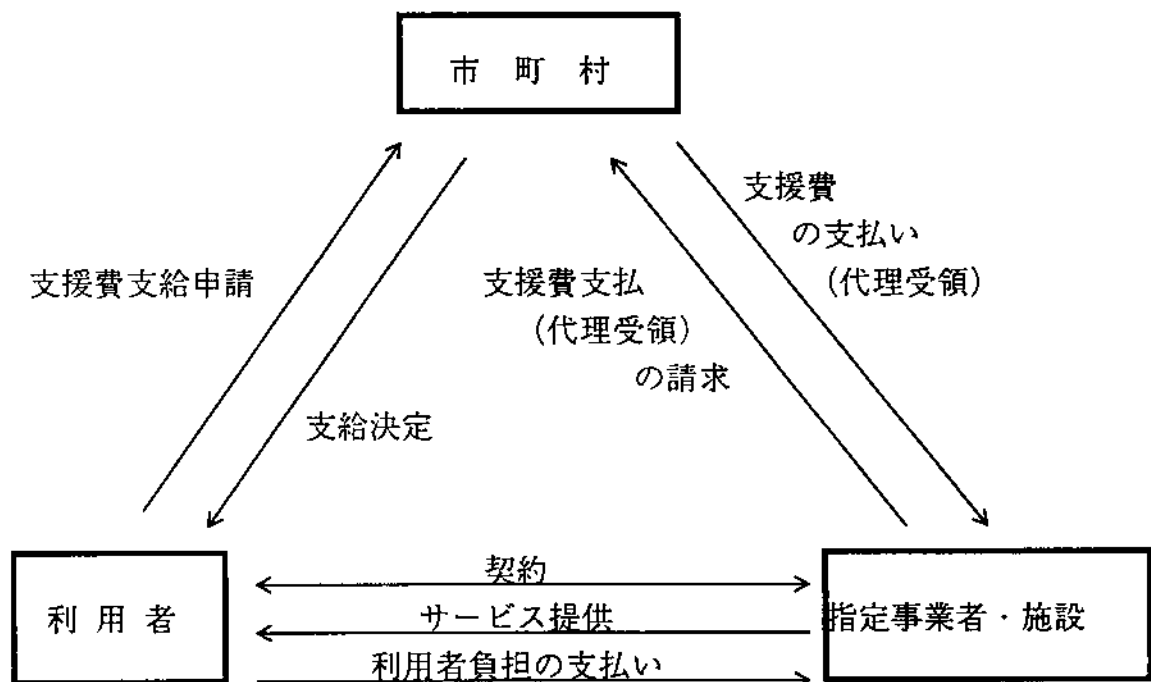 市 町 村
支援費
の支払い
(代理受領)
支援費支給申請
支援費支払
(代理受領)
の請求
支給決定
契約
利 用 者
サービス提供
指定事業者・施設
利用者負担の支払い